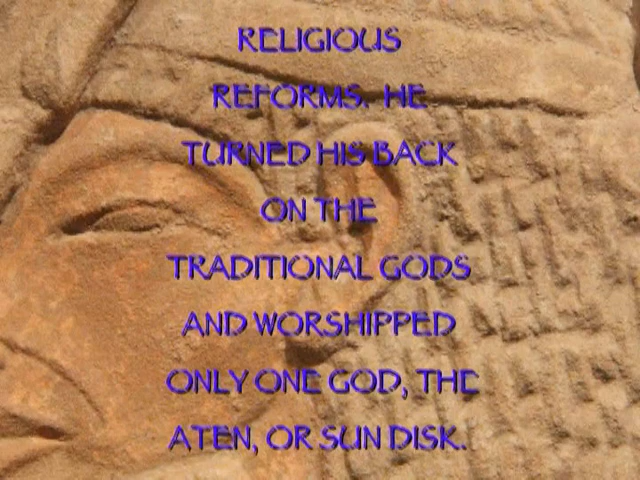 RELIGIOUS
REFORMS. HE
TURNED HIS BACK
ON THE
TRADITIONAL GODS
AND WORSHIPPED
ONLY ONE GOD, THE
ATEN, OR SUN DISK.